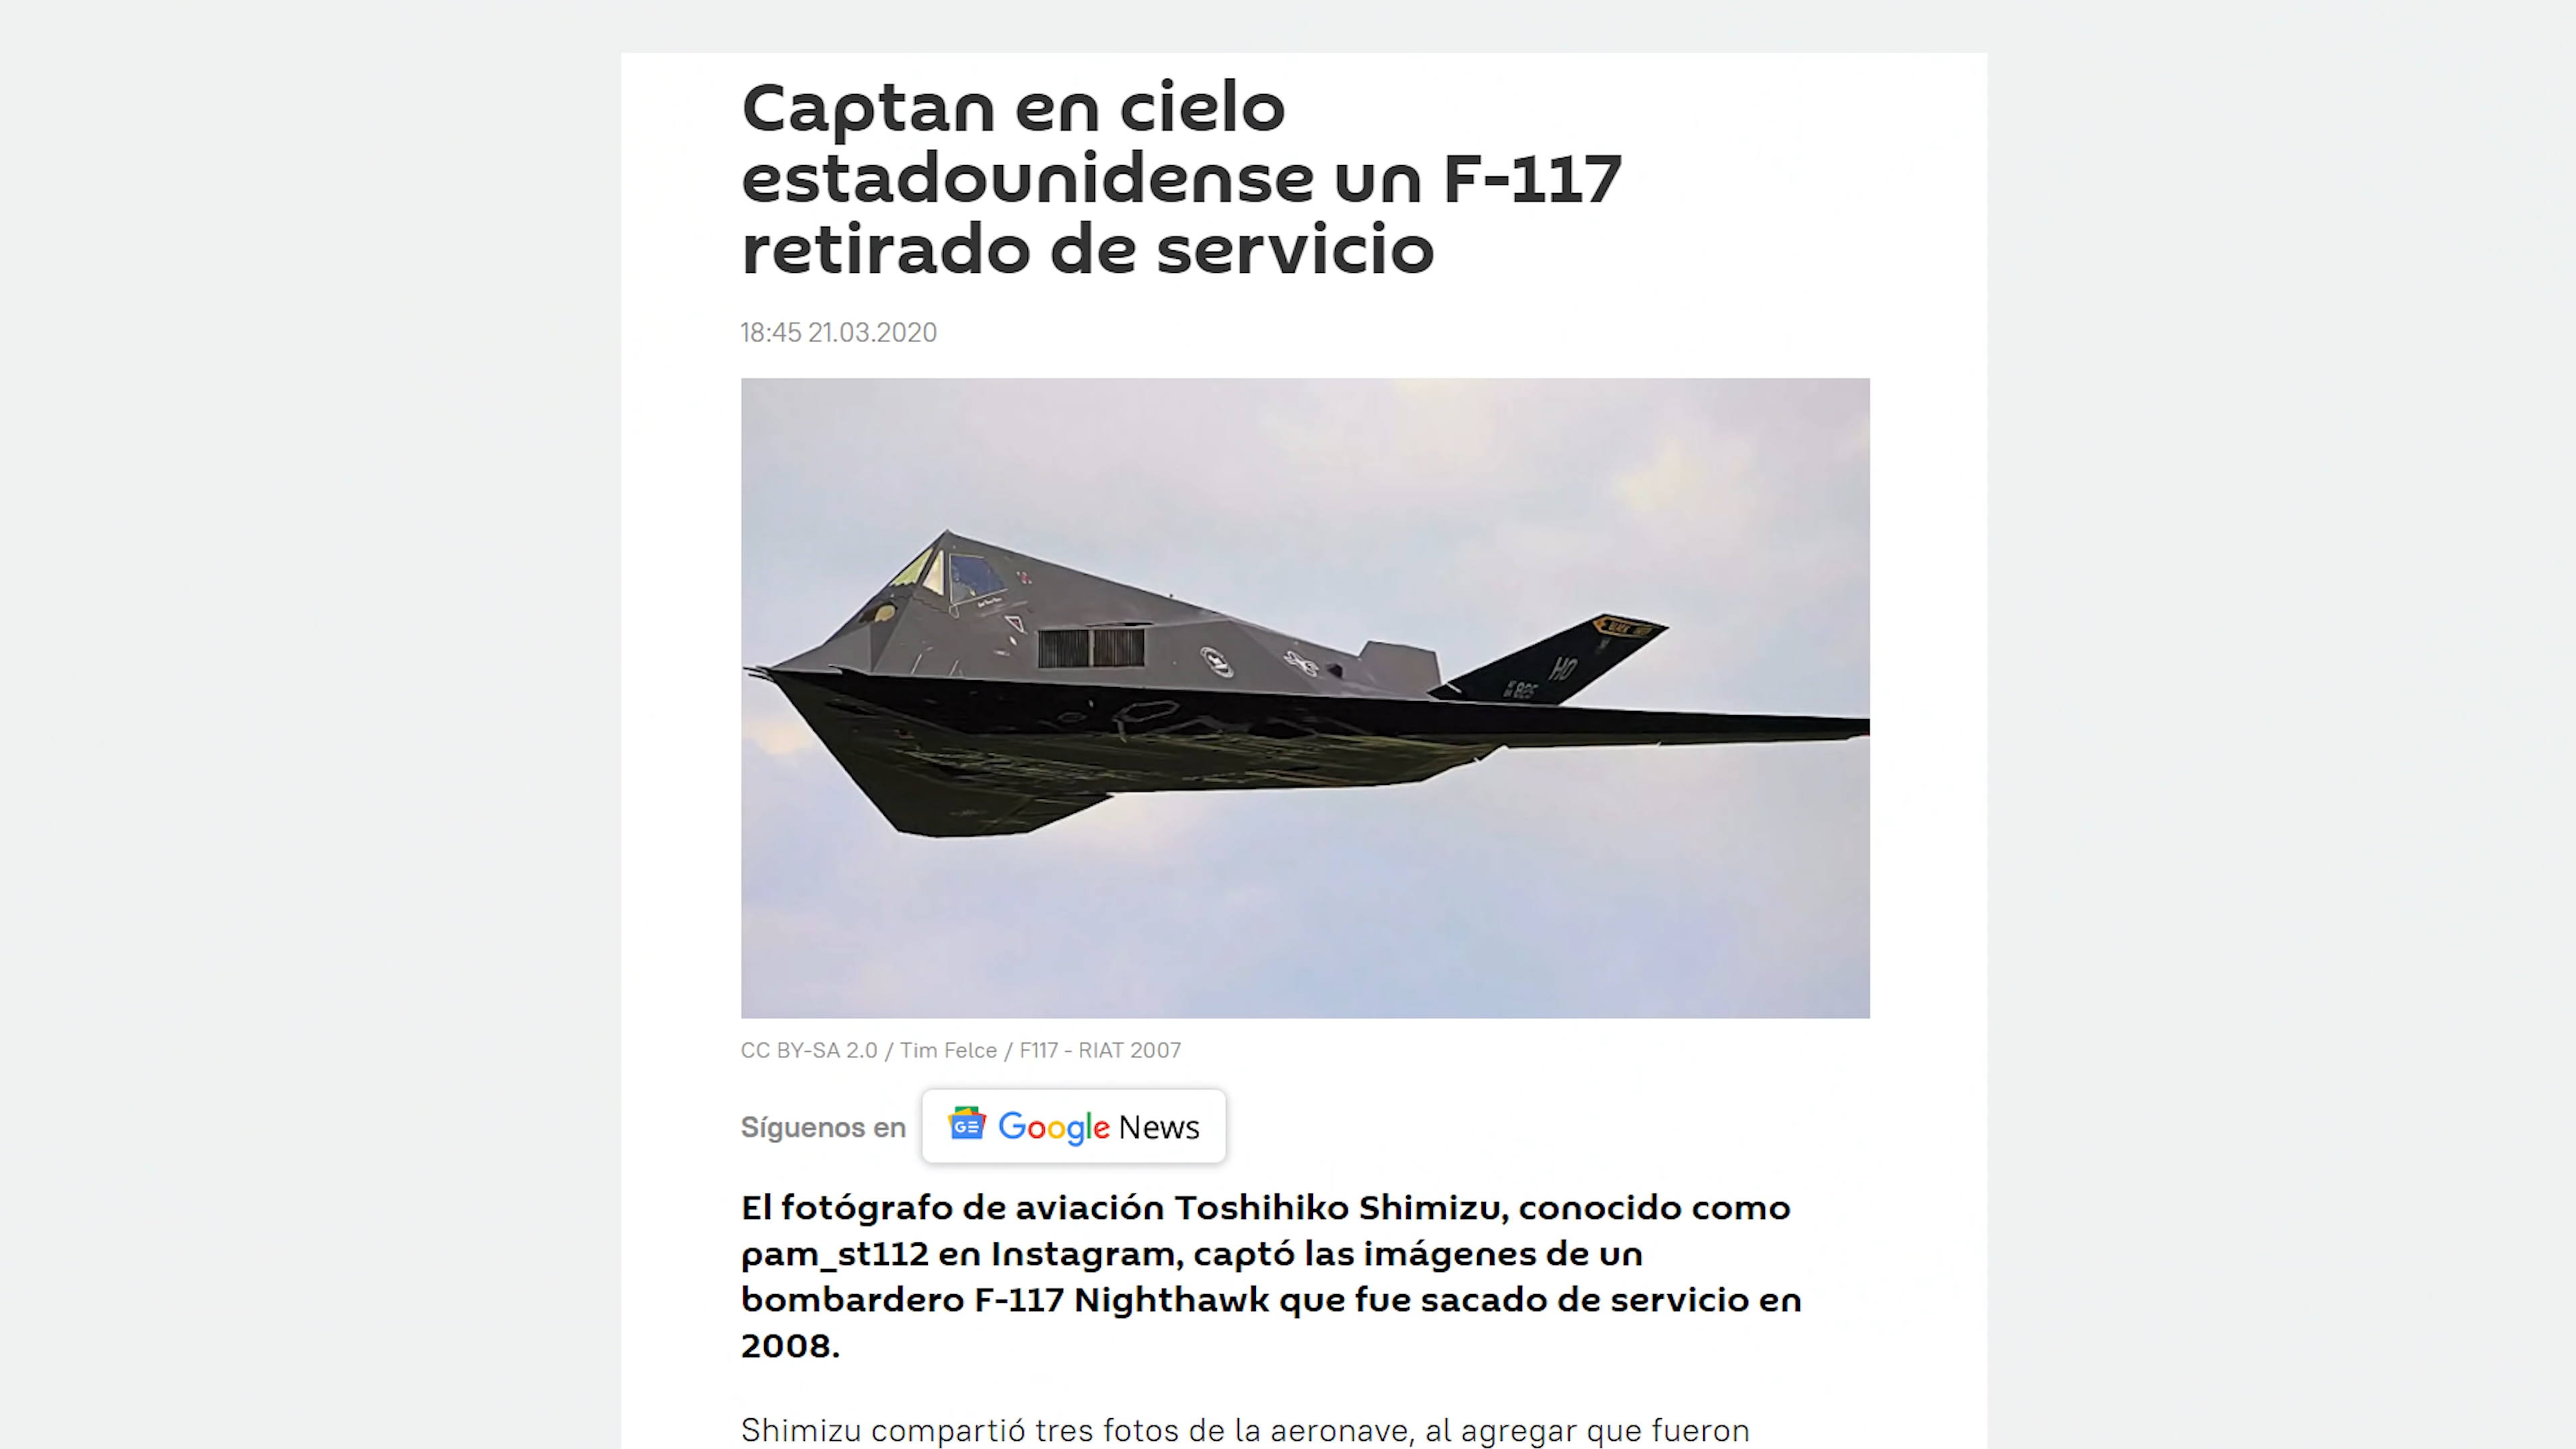 Captan en cielo
estadounidense un F-117
retirado de servicio
18:45 21.03.2020
HO
CC BY-SA 2.0 / Tim Felce / F117 - RIAT 2007
Síguenos en
GE Google News
El fotógrafo de aviación Toshihiko Shimizu, conocido como
pam_st112 en Instagram, captó las imágenes de un
bombardero F-117 Nighthawk que fue sacado de servicio en
2008.
Shimizu compartió tres fotos de la aeronave, al agregar que fueron